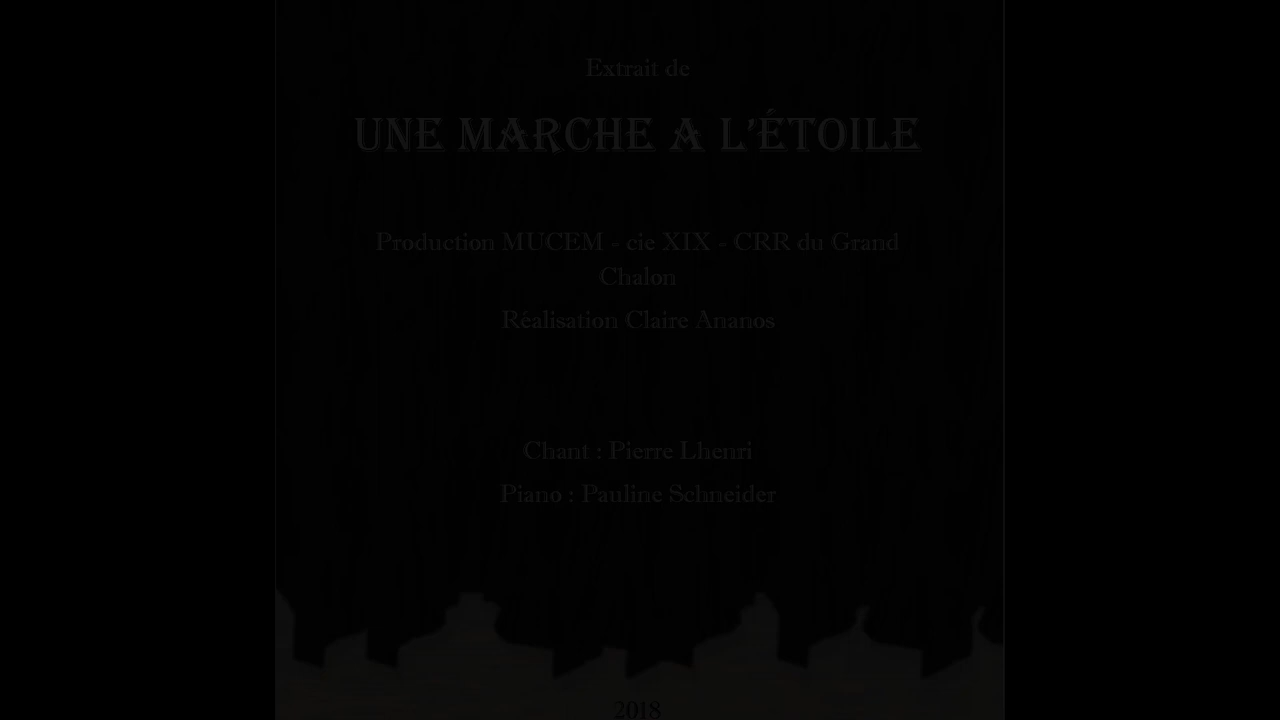 Extrait de
UNE MARCHE A L'ÉTOILE
Production MUCEM - cie XIX - CRR du Grand
Chalon
Réalisation Claire Ananos
Chant : Pierre Lhenri
Piano : Pauline Schneider
2018